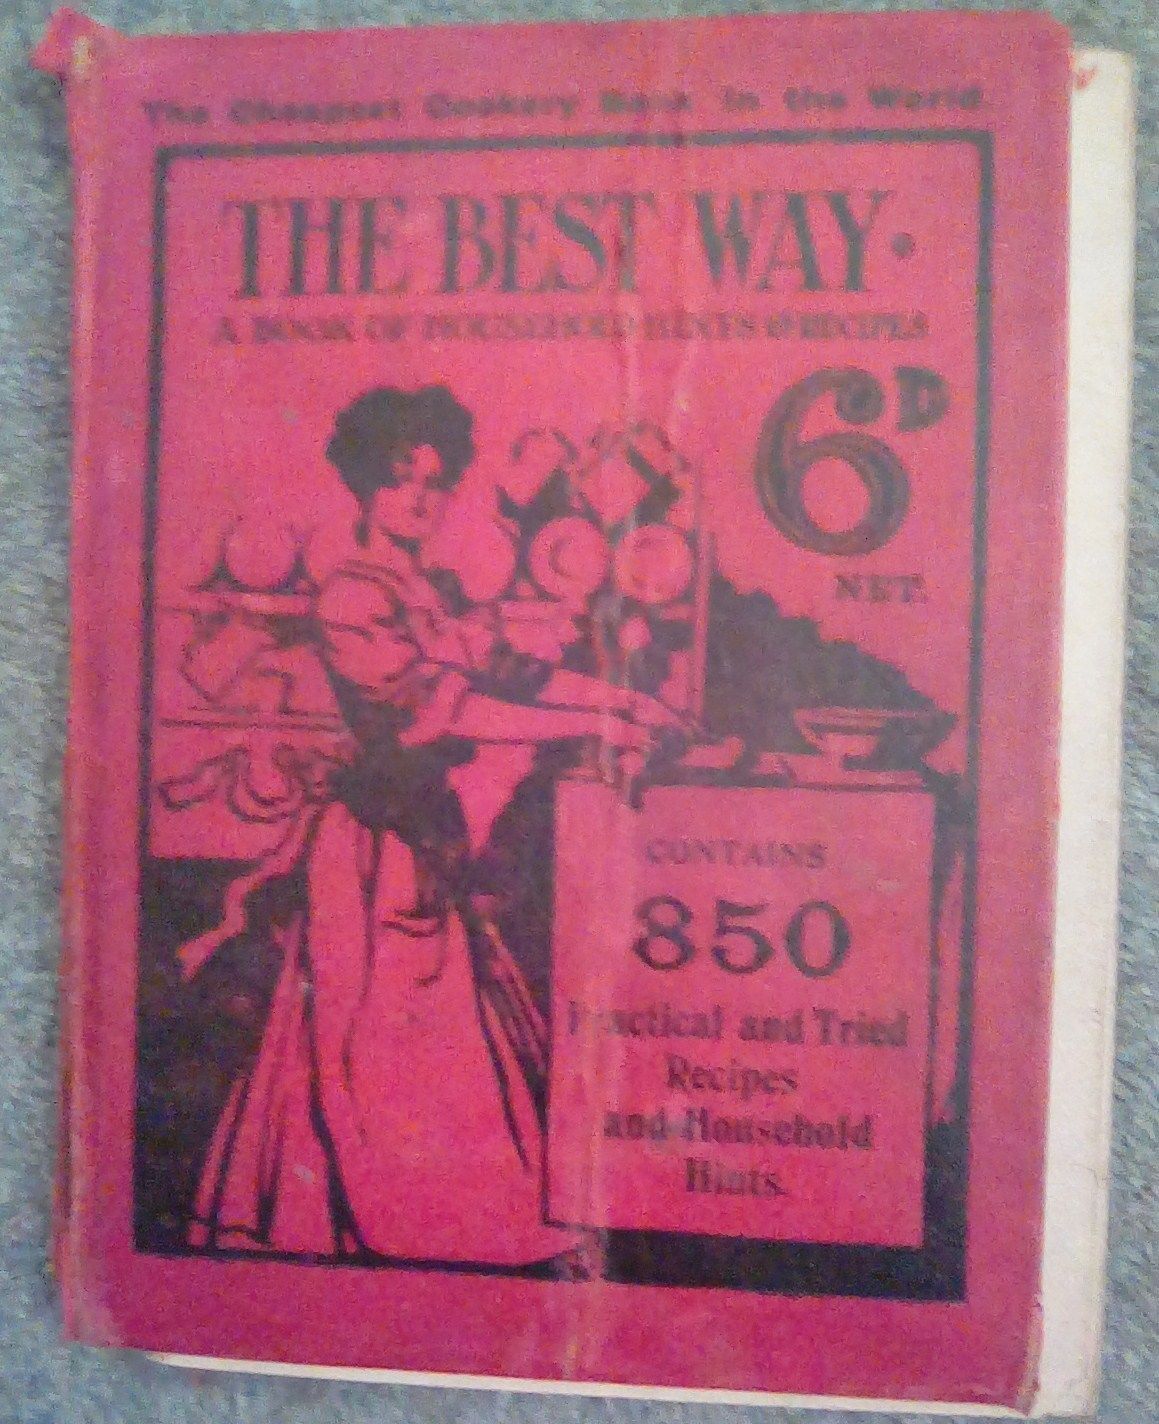 The Cheapest Cookery Book in the World
THE BEST WAY.
A BOOK OF HOUSEHOLD HINTS & RECIPES
6D
NET.
CONTAINS
850
Practical and Tried
Recipes
and Household
Hints.